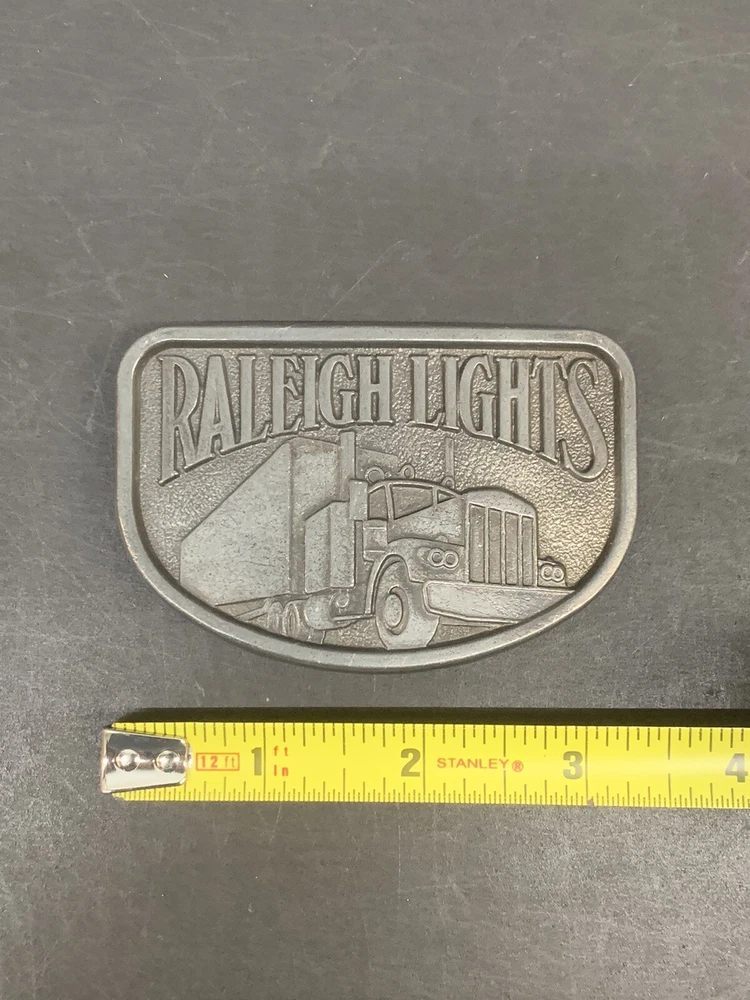 RALEIGH LIGHTS
12 ft 1 ft 2 STANLEY® 3 4
in